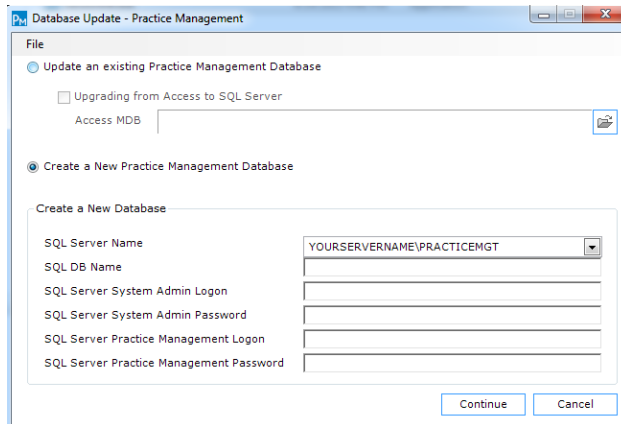 PM Database Update - Practice Management
File
Update an existing Practice Management Database
Upgrading from Access to SQL Server
Access MDB
Create a New Practice Management Database
Create a New Database
SQL Server Name YOURSERVERNAME\PRACTICEMGT
SQL DB Name
SQL Server System Admin Logon
SQL Server System Admin Password
SQL Server Practice Management Logon
SQL Server Practice Management Password
Continue Cancel